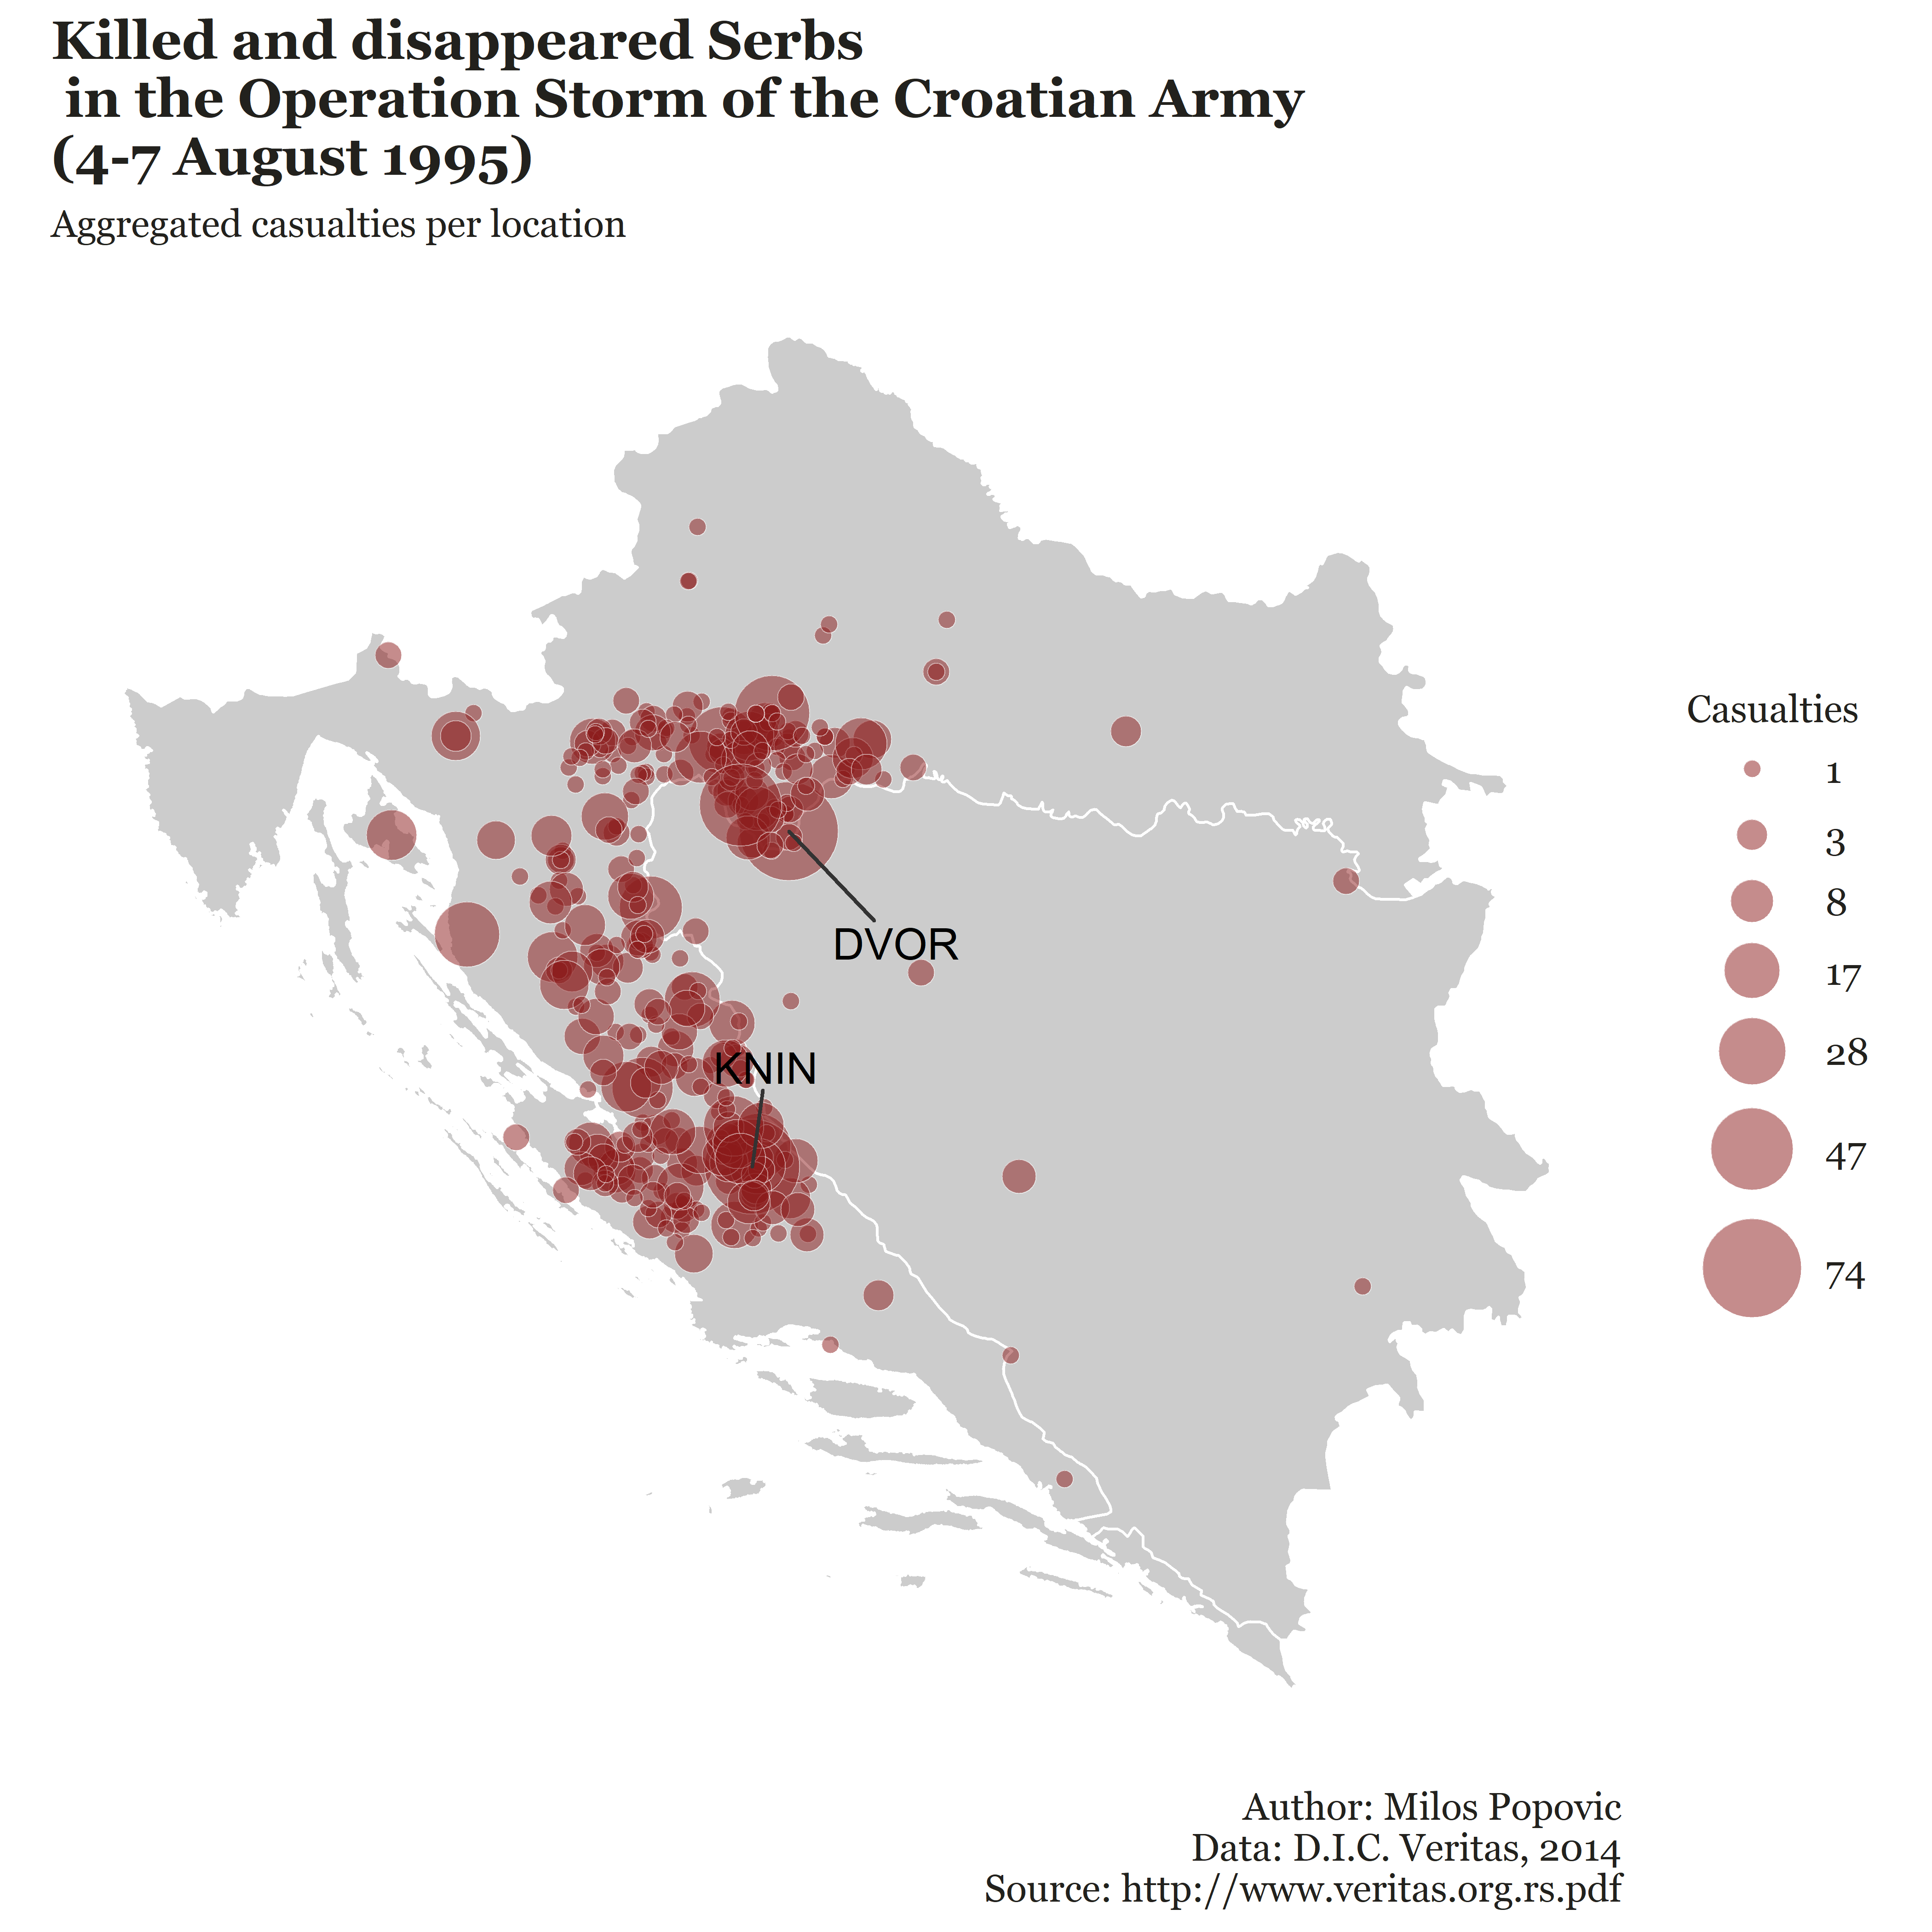 Killed and disappeared Serbs
in the Operation Storm of the Croatian Army
(4-7 August 1995)
Aggregated casualties per location
DVOR
KNIN
Casualties
1
3
8
17
28
47
74
Author: Milos Popovic
Data: D.I.C. Veritas, 2014
Source: http://www.veritas.org.rs.pdf